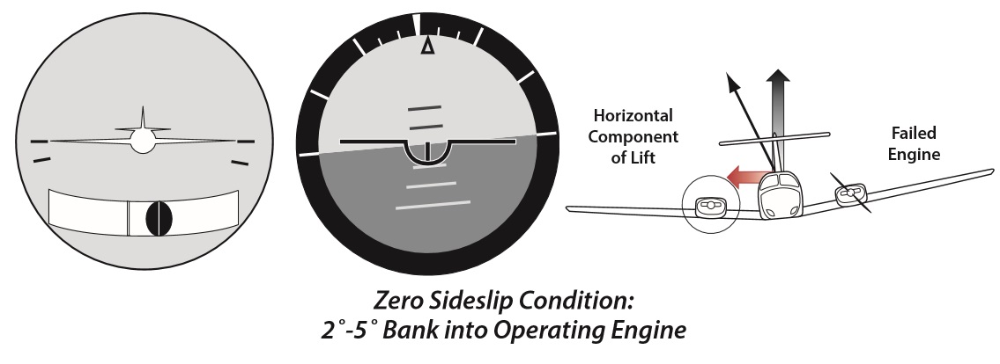 Horizontal
Component
of Lift
Failed
Engine
Zero Sideslip Condition:
2˚-5˚ Bank into Operating Engine